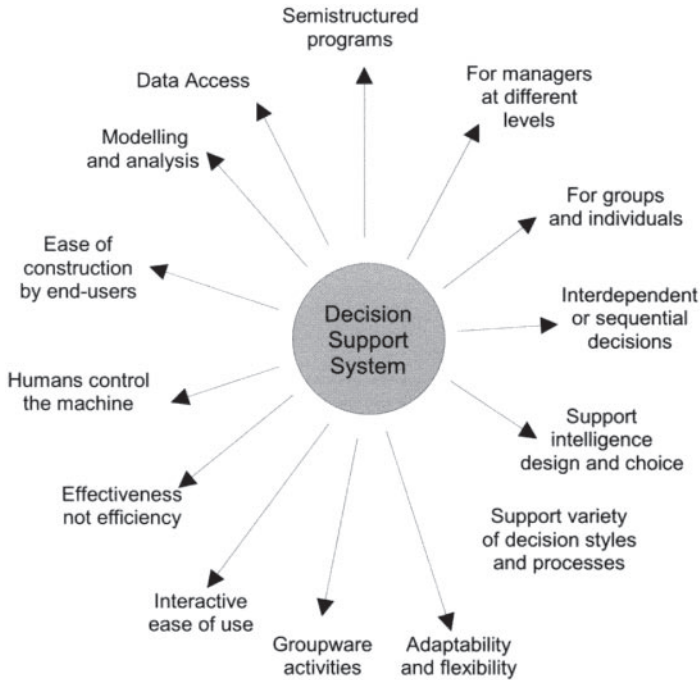 Semistructured
programs
For managers
at different
levels
For groups
and individuals
Interdependent
or sequential
decisions
Support
intelligence
design and choice
Support variety
of decision styles
and processes
Adaptability
and flexibility
Groupware
activities
Interactive
ease of use
Effectiveness
not efficiency
Humans control
the machine
Ease of
construction
by end-users
Modelling
and analysis
Data Access
Decision
Support
System